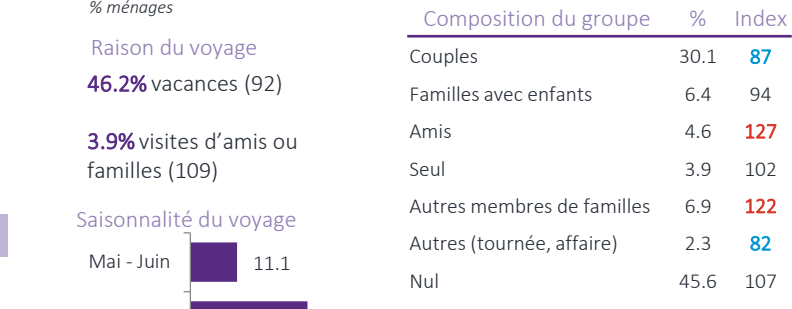 % ménages
Raison du voyage
46.2% vacances (92)
3.9% visites d’amis ou
familles (109)
Saisonnalité du voyage
Mai - Juin 11.1
Composition du groupe % Index
Couples 30.1 87
Familles avec enfants 6.4 94
Amis 4.6 127
Seul 3.9 102
Autres membres de familles 6.9 122
Autres (tournée, affaire) 2.3 82
Nul 45.6 107